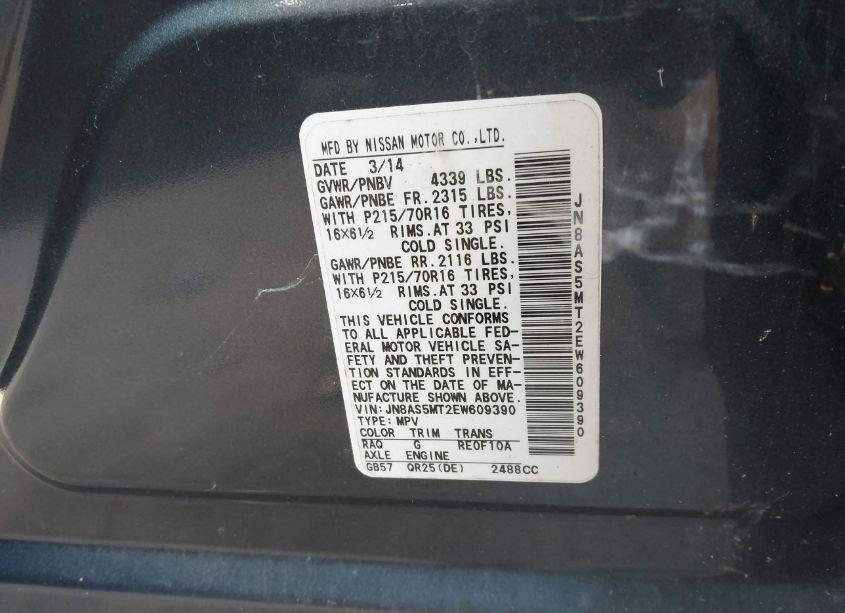 MFD BY NISSAN MOTOR CO.,LTD.
DATE 3/14
GVWR/PNBV 4339 LBS.
GAWR/PNBE FR. 2315 LBS.
WITH P215/70R16 TIRES,
16X6½ RIMS.AT 33 PSI
COLD SINGLE.
GAWR/PNBE RR. 2116 LBS.
WITH P215/70R16 TIRES,
16X6½ RIMS.AT 33 PSI
COLD SINGLE.
THIS VEHICLE CONFORMS
TO ALL APPLICABLE FED-
ERAL MOTOR VEHICLE SA-
FETY AND THEFT PREVEN-
TION STANDARDS IN EFF-
ECT ON THE DATE OF MA-
NUFACTURE SHOWN ABOVE.
VIN: JN8AS5MT2EW609390
TYPE: MPV
COLOR TRIM TRANS
RAQ G RE0F10A
AXLE ENGINE
GB57 QR25(DE) 2488CC
JN8AS5MT2EW609390